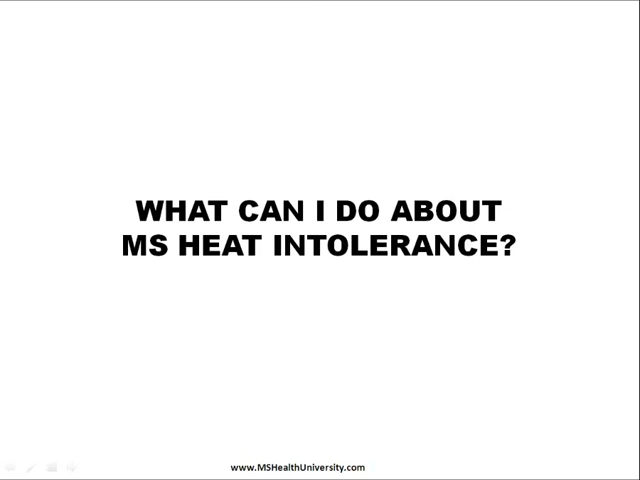 WHAT CAN I DO ABOUT
MS HEAT INTOLERANCE?
www.MSHealthUniversity.com